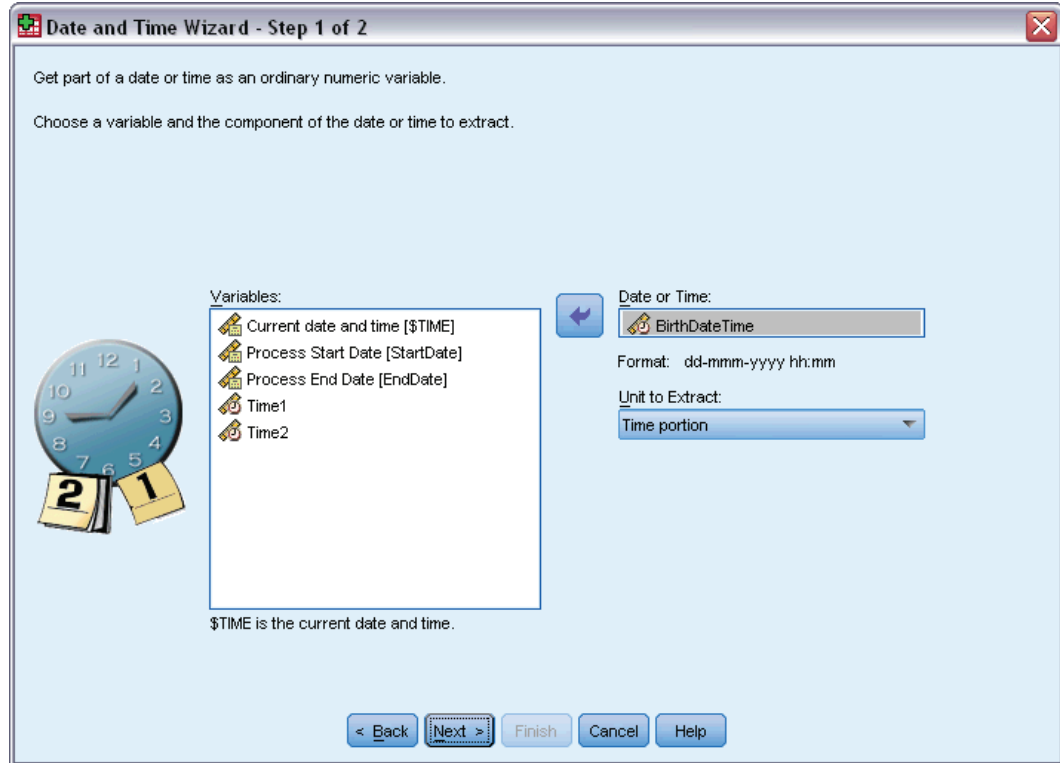 Date and Time Wizard - Step 1 of 2
Get part of a date or time as an ordinary numeric variable.
Choose a variable and the component of the date or time to extract.
12
11
1
10
2
9
3
8
4
7
6
5
2
1
Variables:
Current date and time [$TIME]
Process Start Date [StartDate]
Process End Date [EndDate]
Time1
Time2
$TIME is the current date and time.
Date or Time:
BirthDateTime
Format: dd-mmm-yyyy hh:mm
Unit to Extract:
Time portion
< Back Next > Finish Cancel Help